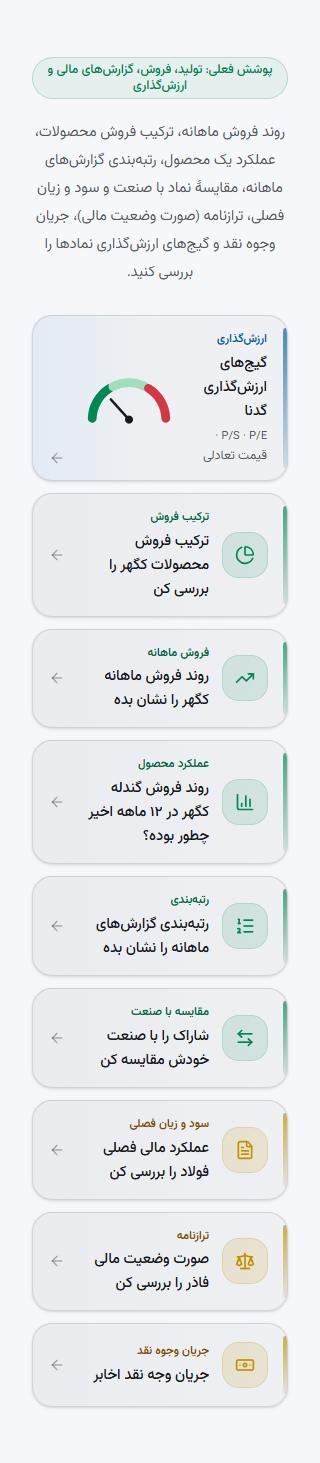 پوشش فعلی: تولید، فروش، گزارش‌های مالی و
ارزش‌گذاری
روند فروش ماهانه، ترکیب فروش محصولات،
عملکرد یک محصول، رتبه‌بندی گزارش‌های
ماهانه، مقایسهٔ نماد با صنعت و سود و زیان
فصلی، ترازنامه (صورت وضعیت مالی)، جریان
وجوه نقد و گیج‌های ارزش‌گذاری نمادها را
بررسی کنید.
ارزش‌گذاری
گیج‌های
ارزش‌گذاری
گدنا
P/S · P/E ·
قیمت تعادلی
ترکیب فروش
ترکیب فروش
محصولات کگهر را
بررسی کن
فروش ماهانه
روند فروش ماهانه
کگهر را نشان بده
عملکرد محصول
روند فروش گندله
کگهر در ۱۲ ماهه اخیر
چطور بوده؟
رتبه‌بندی
رتبه‌بندی گزارش‌های
ماهانه را نشان بده
مقایسه با صنعت
شاراک را با صنعت
خودش مقایسه کن
سود و زیان فصلی
عملکرد مالی فصلی
فولاد را بررسی کن
ترازنامه
صورت وضعیت مالی
فاذر را بررسی کن
جریان وجوه نقد
جریان وجه نقد اخابر